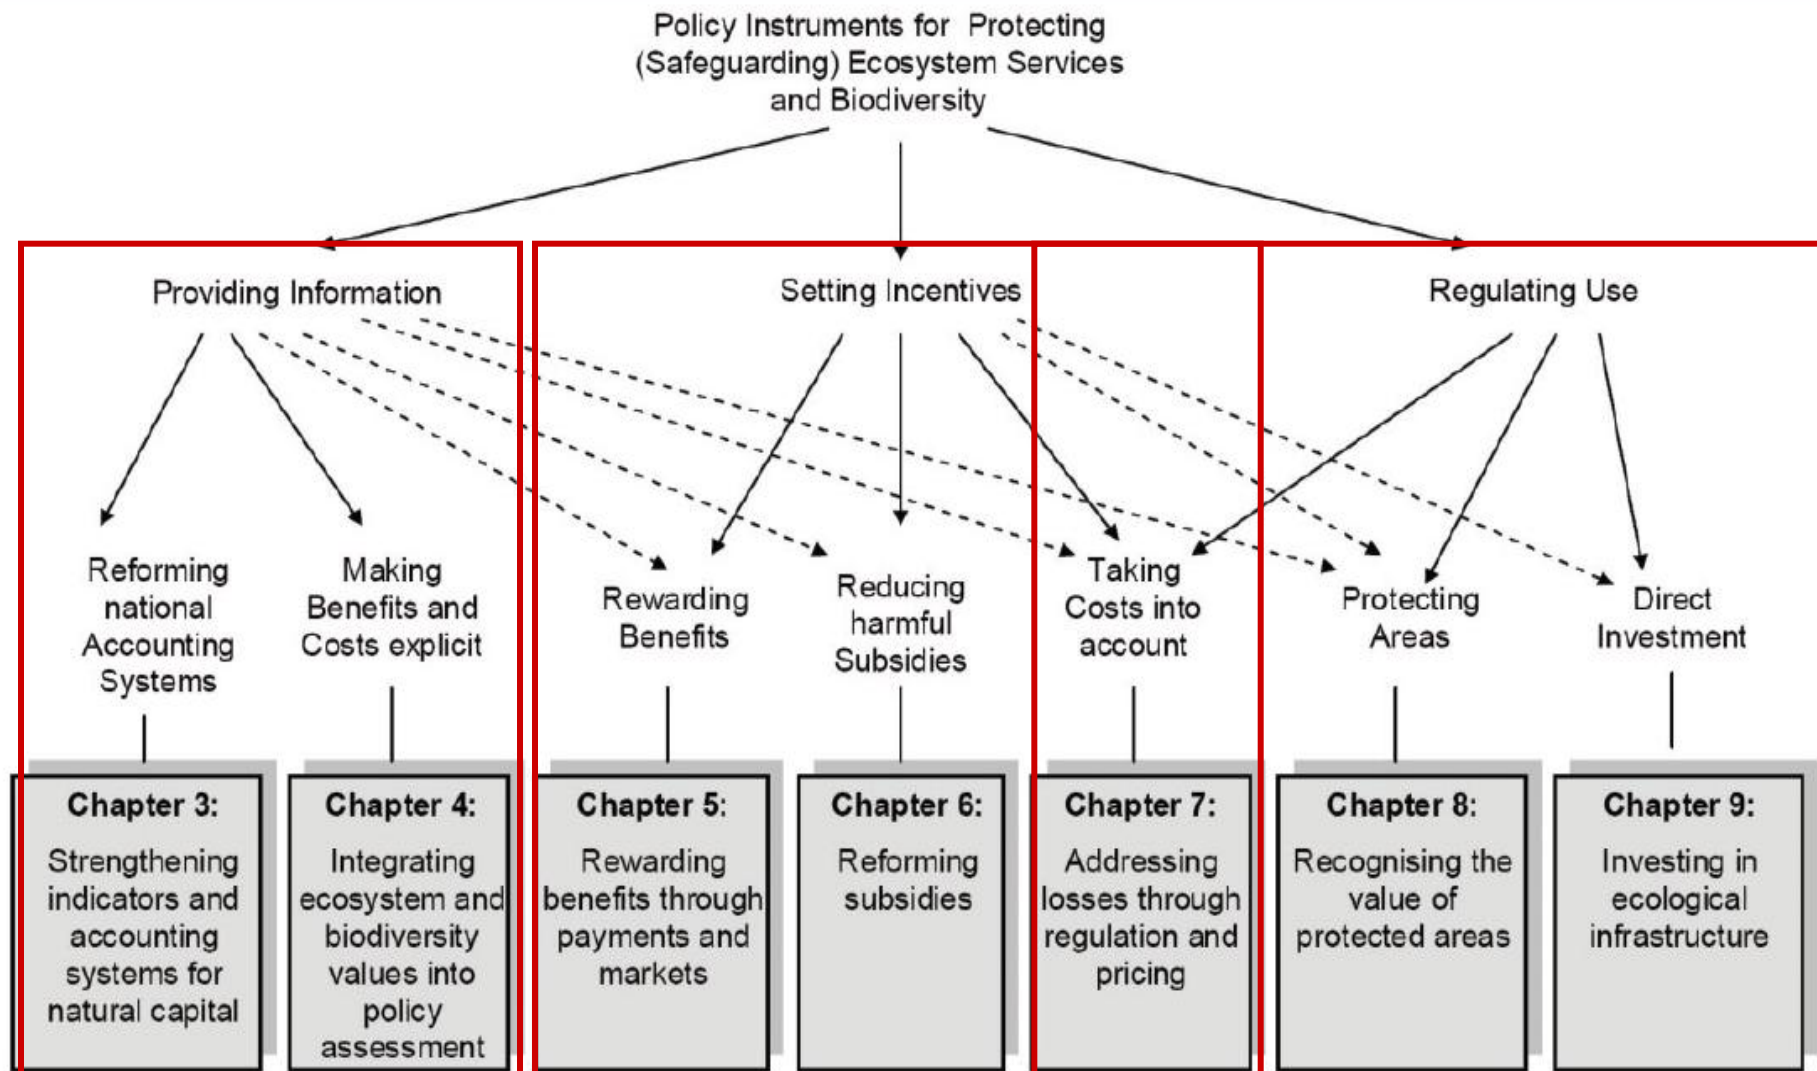 Policy Instruments for Protecting
(Safeguarding) Ecosystem Services
and Biodiversity
Providing Information
Setting Incentives
Regulating Use
Reforming
national
Accounting
Systems
Making
Benefits and
Costs explicit
Rewarding
Benefits
Reducing
harmful
Subsidies
Taking
Costs into
account
Protecting
Areas
Direct
Investment
Chapter 3:
Strengthening
indicators and
accounting
systems for
natural capital
Chapter 4:
Integrating
ecosystem and
biodiversity
values into
policy
assessment
Chapter 5:
Rewarding
benefits through
payments and
markets
Chapter 6:
Reforming
subsidies
Chapter 7:
Addressing
losses through
regulation and
pricing
Chapter 8:
Recognising the
value of
protected areas
Chapter 9:
Investing in
ecological
infrastructure